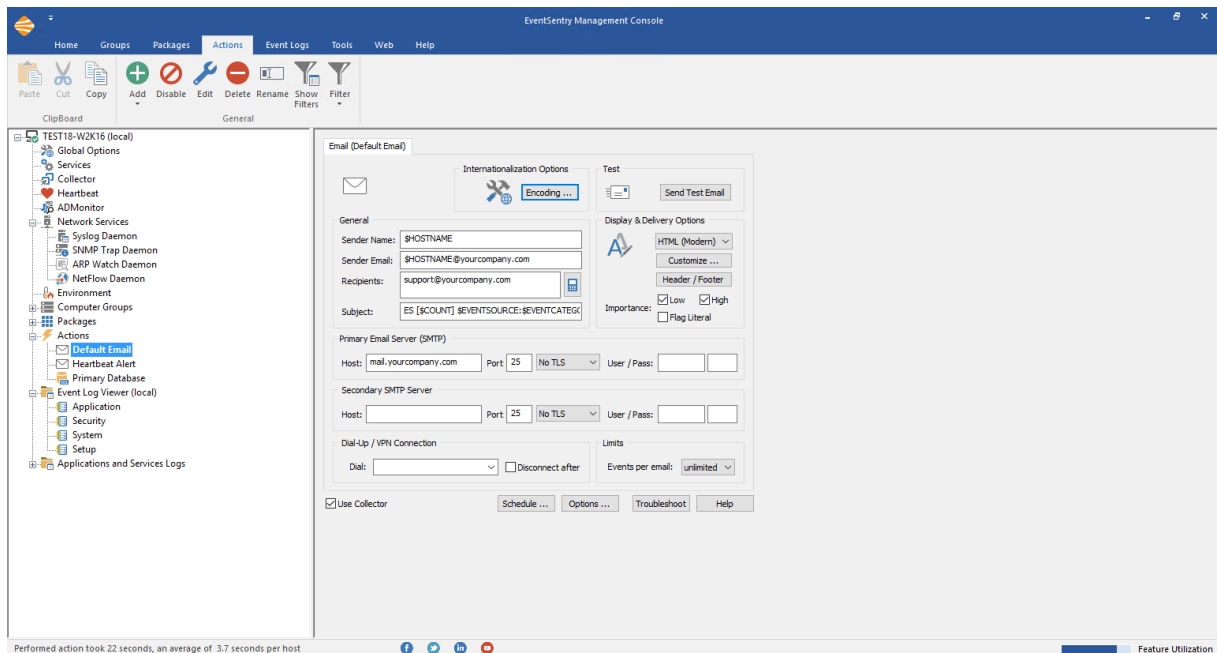 EventSentry Management Console
Home Groups Packages Actions Event Logs Tools Web Help
Paste Cut Copy Add Disable Edit Delete Rename Show Filters Filter
ClipBoard General
TEST18-W2K16 (local)
Global Options
Services
Collector
Heartbeat
ADMonitor
Network Services
Syslog Daemon
SNMP Trap Daemon
ARP Watch Daemon
NetFlow Daemon
Environment
Computer Groups
Packages
Actions
Default Email
Heartbeat Alert
Primary Database
Event Log Viewer (local)
Application
Security
System
Setup
Applications and Services Logs
Email (Default Email)
Internationalization Options
Encoding ...
Test
Send Test Email
General
Sender Name: $HOSTNAME
Sender Email: $HOSTNAME@yourcompany.com
Recipients: support@yourcompany.com
Subject: ES [$COUNT] $EVENTSOURCE:$EVENTCATEGO
Display & Delivery Options
HTML (Modern)
Customize ...
Header / Footer
Importance: Low High
Flag Literal
Primary Email Server (SMTP)
Host: mail.yourcompany.com Port 25 No TLS User / Pass:
Secondary SMTP Server
Host: Port 25 No TLS User / Pass:
Dial-Up / VPN Connection
Dial: Disconnect after
Limits
Events per email: unlimited
Use Collector Schedule ... Options ... Troubleshoot Help
Performed action took 22 seconds, an average of 3.7 seconds per host
Feature Utilization